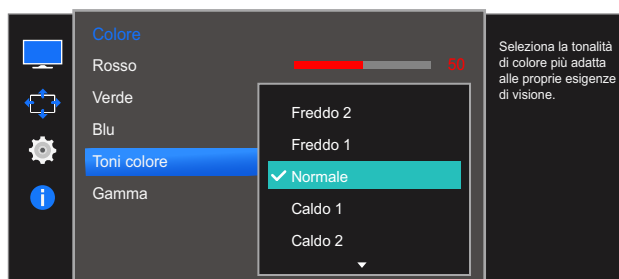 Colore
Rosso 50
Verde
Blu
Toni colore
Gamma
Freddo 2
Freddo 1
Normale
Caldo 1
Caldo 2
Seleziona la tonalità
di colore più adatta
alle proprie esigenze
di visione.